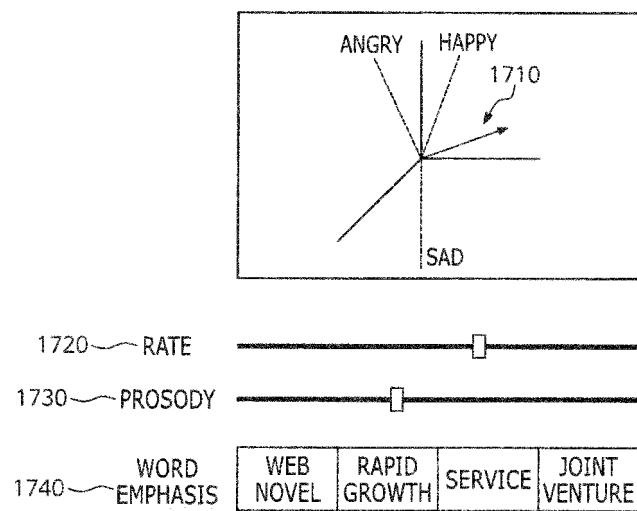 ANGRY HAPPY
1710
SAD
1720 RATE
1730 PROSODY
WORD WEB RAPID SERVICE JOINT
1740 EMPHASIS NOVEL GROWTH VENTURE